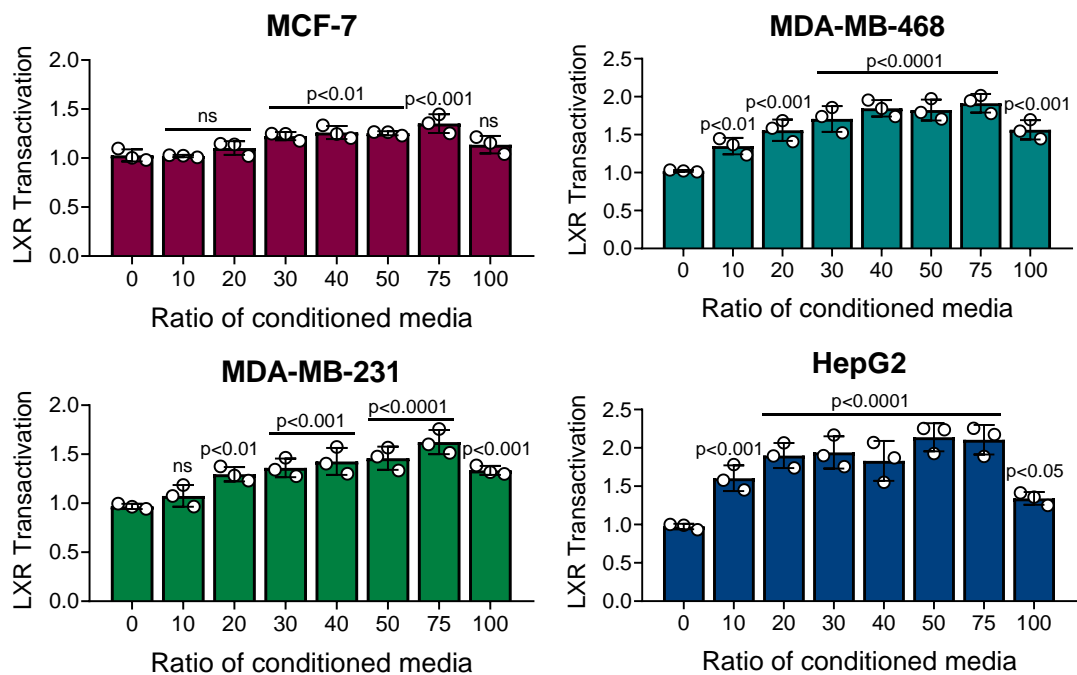 MCF-7
LXR Transactivation
2.0
1.5
1.0
0.5
0.0
ns
p<0.01
p<0.001
ns
0 10 20 30 40 50 75 100
Ratio of conditioned media
MDA-MB-468
LXR Transactivation
2.5
2.0
1.5
1.0
0.5
0.0
p<0.01
p<0.001
p<0.0001
p<0.001
0 10 20 30 40 50 75 100
Ratio of conditioned media
MDA-MB-231
LXR Transactivation
2.0
1.5
1.0
0.5
0.0
ns
p<0.01
p<0.001
p<0.0001
p<0.001
0 10 20 30 40 50 75 100
Ratio of conditioned media
HepG2
LXR Transactivation
2.5
2.0
1.5
1.0
0.5
0.0
p<0.001
p<0.0001
p<0.05
0 10 20 30 40 50 75 100
Ratio of conditioned media